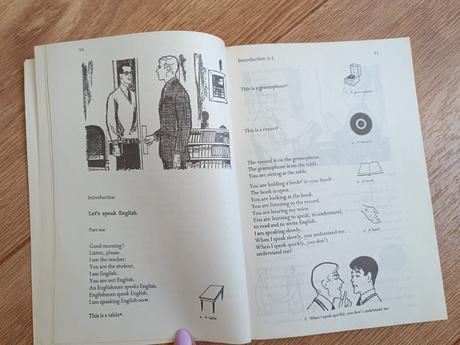 Introduction
Let's speak English
Part one
Good morning!
Listen, please.
I am the teacher.
You are the student.
I am English.
You are not English.
An Englishman speaks English.
Englishmen speak English.
I am speaking English now.
This is a table*.
A table
Introduction (1)
This is a gramophone*.
A gramophone
This is a record*.
A record
The record is on the gramophone.
The gramophone is on the table.
You are sitting at the table.
You are holding a book* in your hand*.
The book is open.
You are looking at the book.
You are listening to the record.
You are hearing my voice.
You are learning to speak, to understand,
to read and to write English.
I am speaking slowly.
When I speak slowly, you understand me.
When I speak quickly, you don't
understand me!
A book
A hand
When I speak quickly, you don't understand me